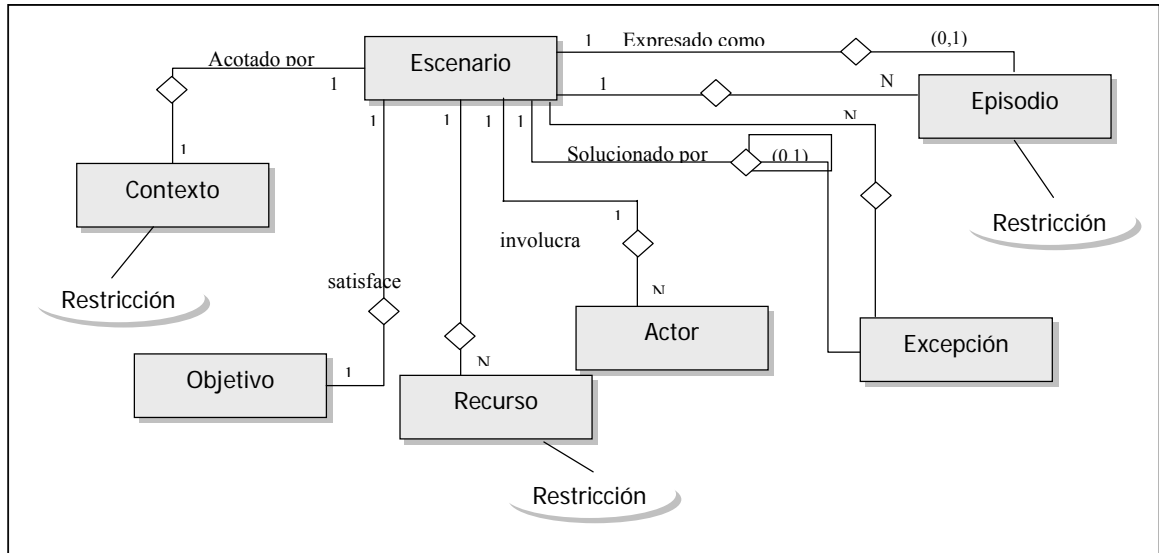 1 Expresado como (0,1)
Acotado por
Escenario
1
1
N
Episodio
N
1
1
1
1
1
Solucionado por
(0,1)
Contexto
Restricción
1
involucra
Restricción
satisface
N
Actor
Excepción
Objetivo
1
N
Recurso
Restricción